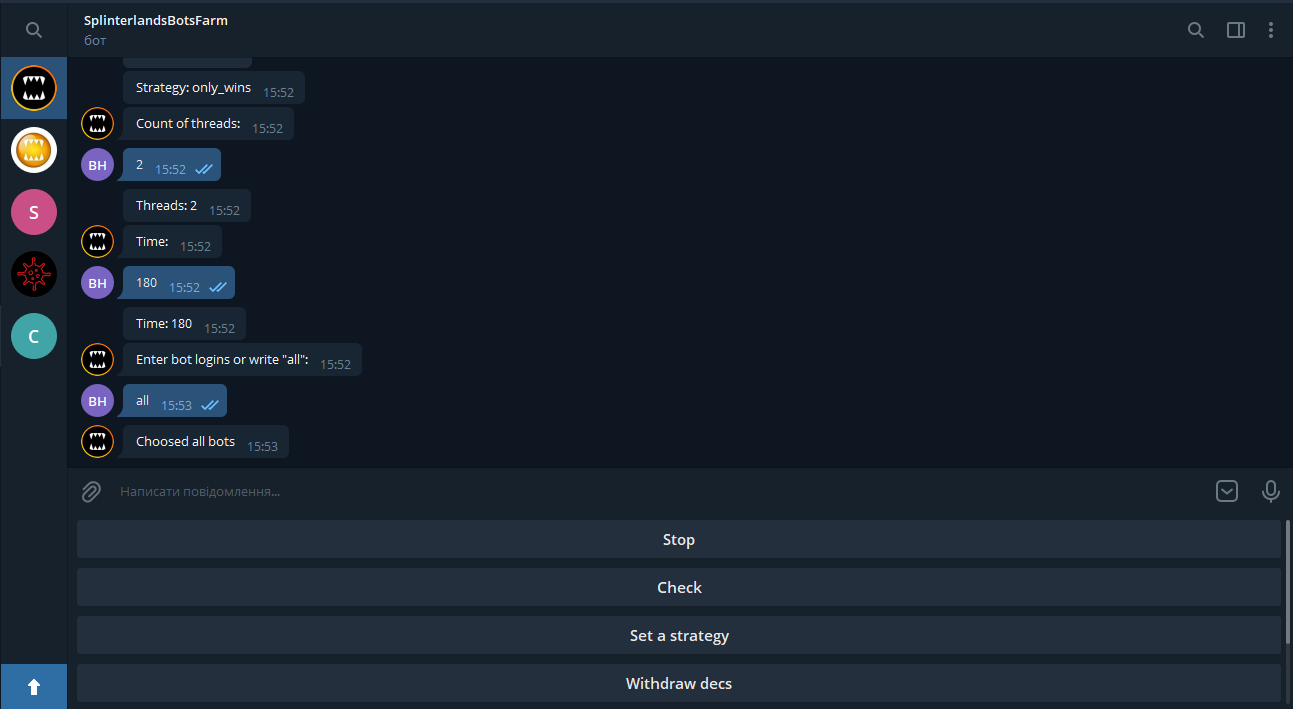 SplinterlandsBotsFarm
бот
Strategy: only_wins 15:52
Count of threads: 15:52
BH 2 15:52
Threads: 2 15:52
Time: 15:52
BH 180 15:52
Time: 180 15:52
Enter bot logins or write "all": 15:52
BH all 15:53
Choosed all bots 15:53
S
C
Написати повідомлення...
Stop
Check
Set a strategy
Withdraw decs